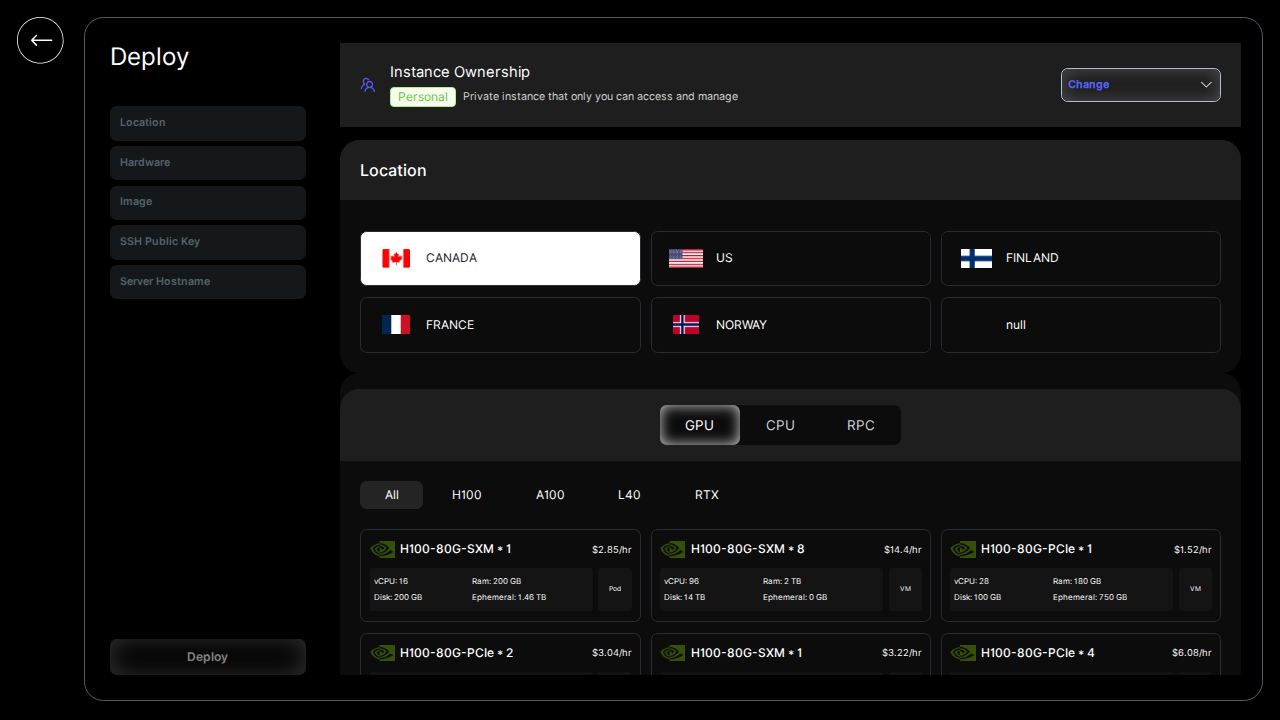 Deploy
Location
Hardware
Image
SSH Public Key
Server Hostname
Deploy
Instance Ownership
Personal Private instance that only you can access and manage
Change
Location
CANADA
US
FINLAND
FRANCE
NORWAY
null
GPU CPU RPC
All H100 A100 L40 RTX
H100-80G-SXM * 1 $2.85/hr
vCPU: 16 Ram: 200 GB
Disk: 200 GB Ephemeral: 1.46 TB
Pod
H100-80G-SXM * 8 $14.4/hr
vCPU: 96 Ram: 2 TB
Disk: 14 TB Ephemeral: 0 GB
VM
H100-80G-PCIe * 1 $1.52/hr
vCPU: 28 Ram: 180 GB
Disk: 100 GB Ephemeral: 750 GB
VM
H100-80G-PCIe * 2 $3.04/hr
H100-80G-SXM * 1 $3.22/hr
H100-80G-PCIe * 4 $6.08/hr